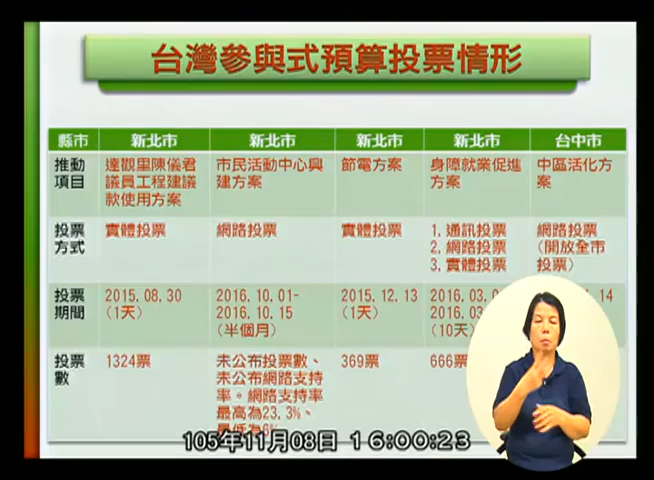 台灣參與式預算投票情形
縣市 新北市 新北市 新北市 新北市 台中市
推動項目
達觀里陳儀君
議員工程建議
款使用方案
市民活動中心興
建方案
節電方案
身障就業促進
方案
中區活化方
案
投票方式
實體投票
網路投票
實體投票
1. 通訊投票
2. 網路投票
3. 實體投票
網路投票
(開放全市
投票)
投票期間
2015.08.30
(1天)
2016.10.01-
2016.10.15
(半個月)
2015.12.13
(1天)
2016.03.
2016.03.
(10天)
.14
投票數
1324票
未公布投票數、
未公布網路支持
率。網路支持率
最高為23.3%、
最低為6%
369票
666票
105年11月08日 16:00:23